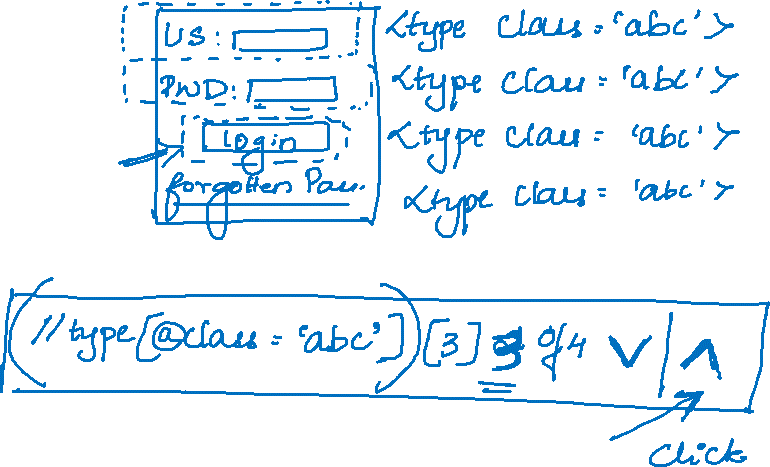 US: <type class='abc'>
PWD: <type class='abc'>
Login <type class='abc'>
forgotten Pass. <type class='abc'>
(//type[@class='abc'])[3] 3 of 4 ∨ | ∧
click